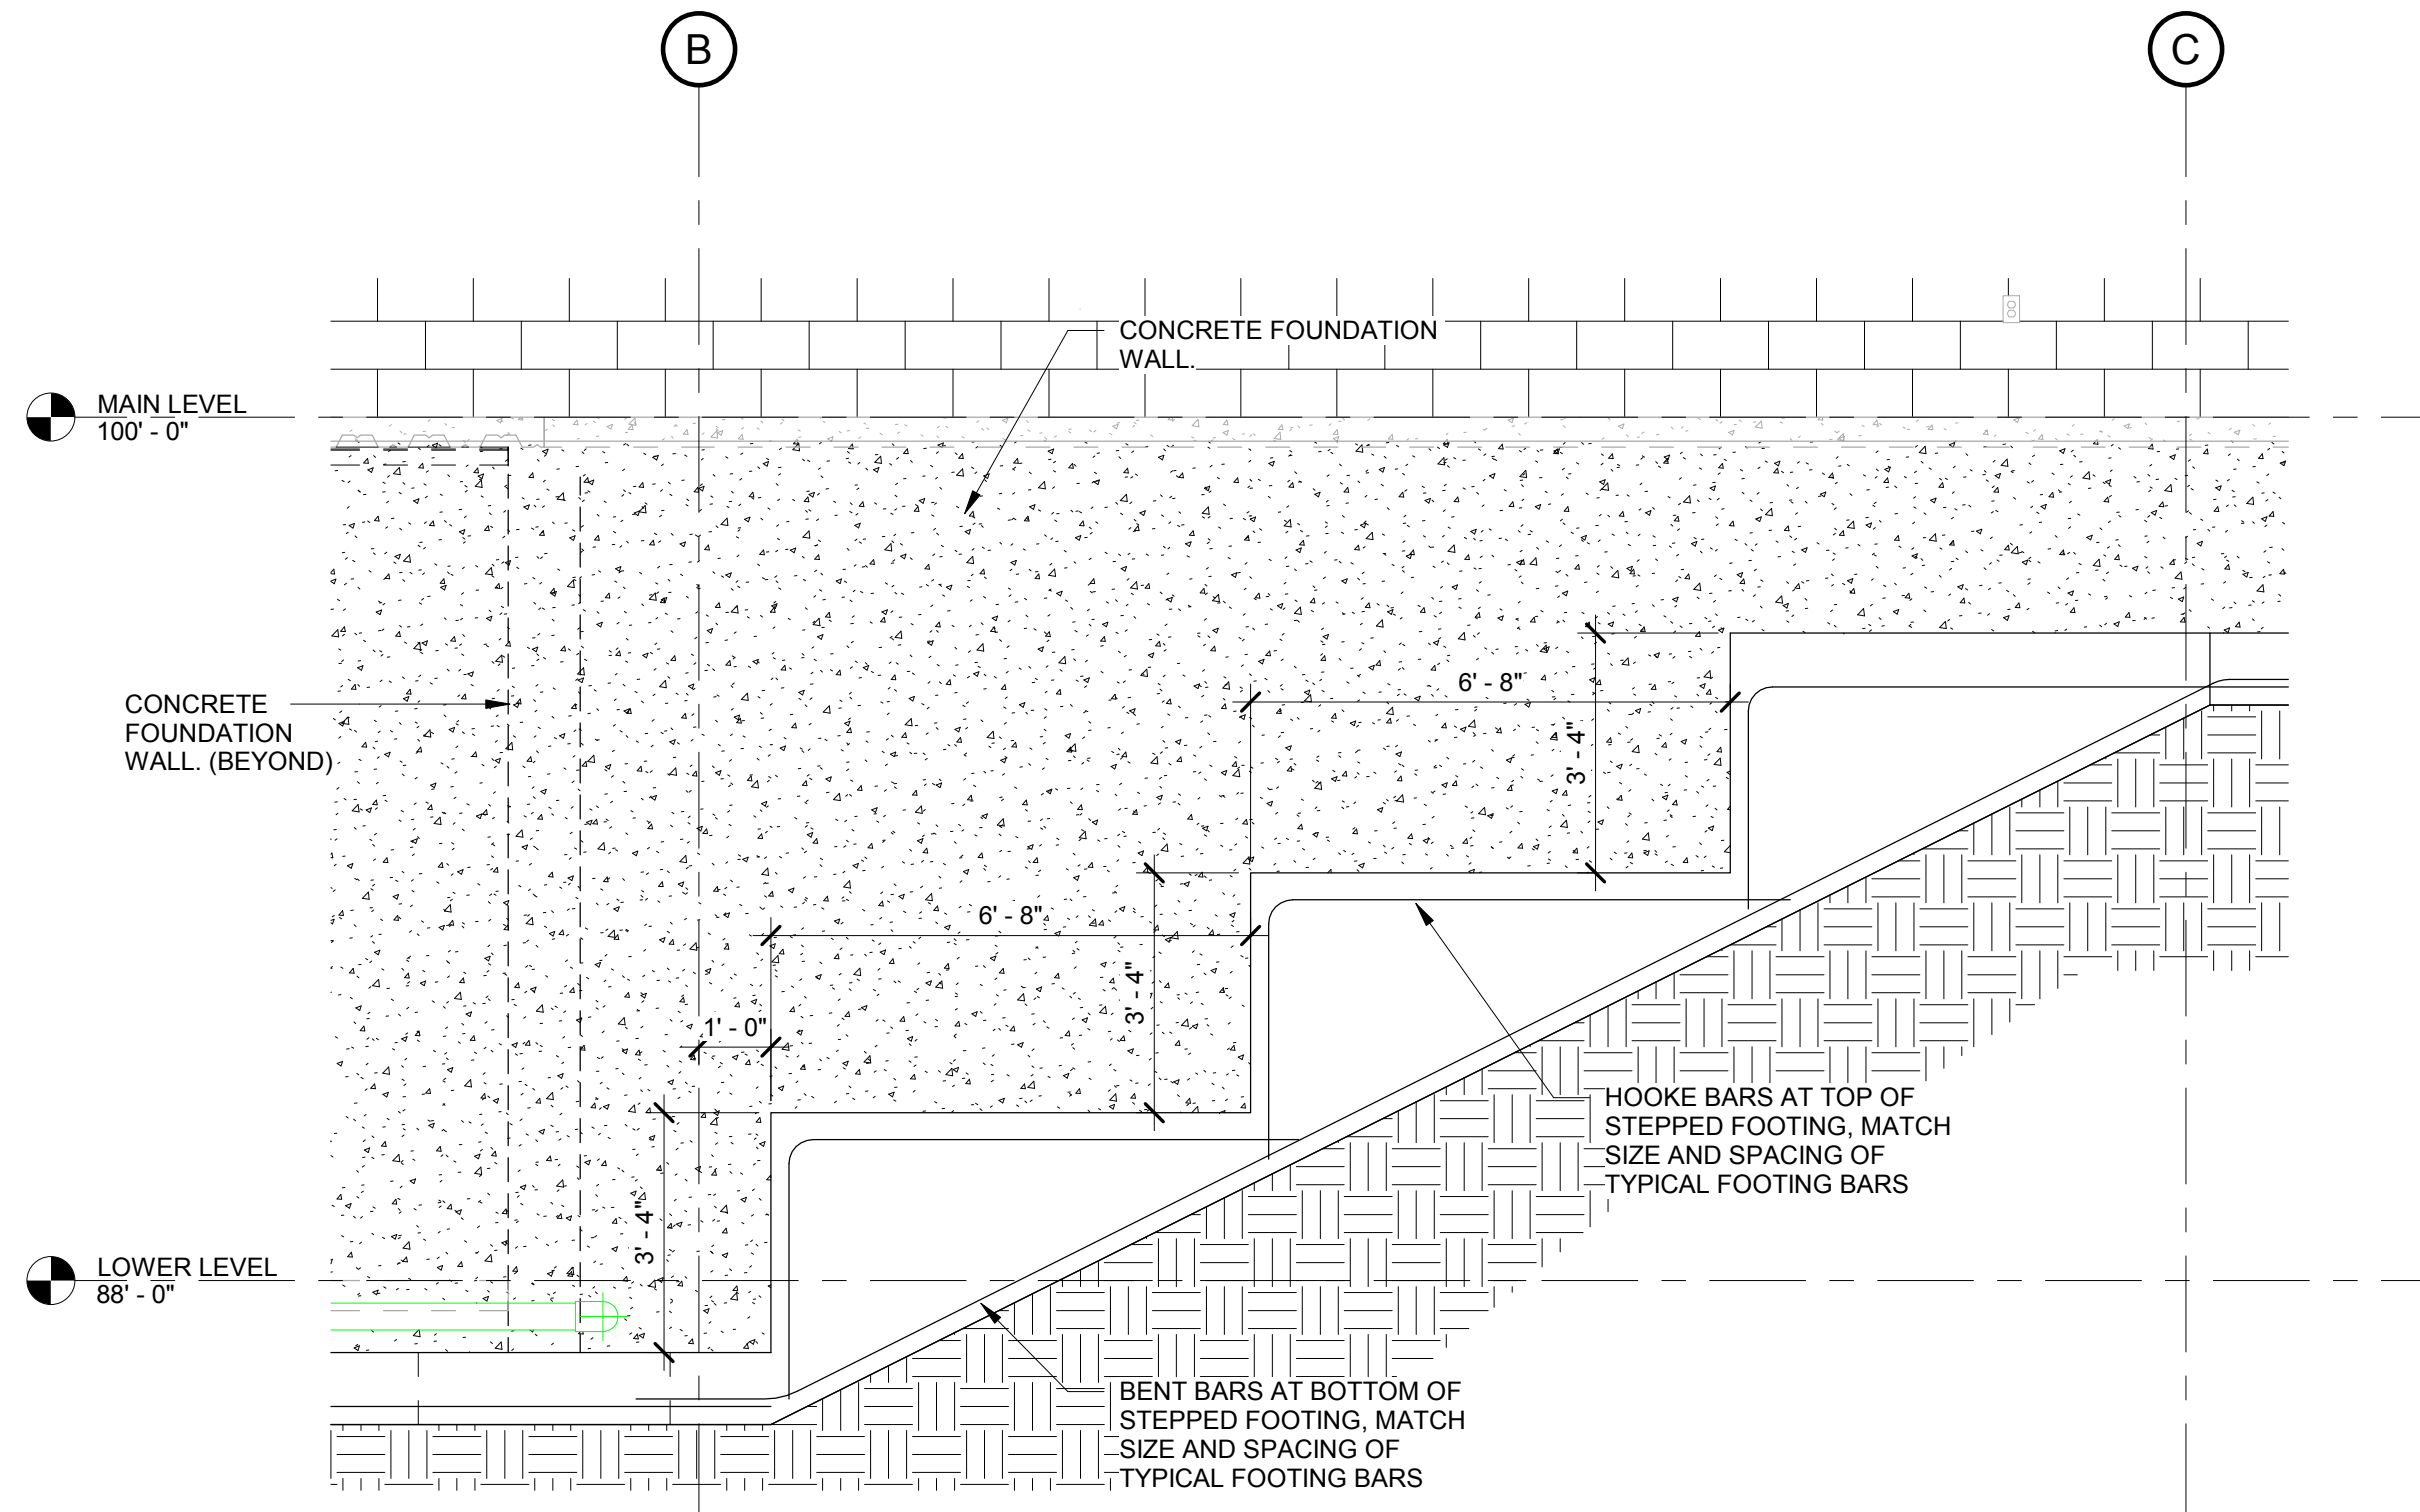 B
C
CONCRETE FOUNDATION
WALL.
MAIN LEVEL
100' - 0"
6' - 8"
CONCRETE
FOUNDATION
WALL. (BEYOND)
3' - 4"
6' - 8"
3' - 4"
1' - 0"
HOOKE BARS AT TOP OF
STEPPED FOOTING, MATCH
SIZE AND SPACING OF
TYPICAL FOOTING BARS
3' - 4"
LOWER LEVEL
88' - 0"
BENT BARS AT BOTTOM OF
STEPPED FOOTING, MATCH
SIZE AND SPACING OF
TYPICAL FOOTING BARS